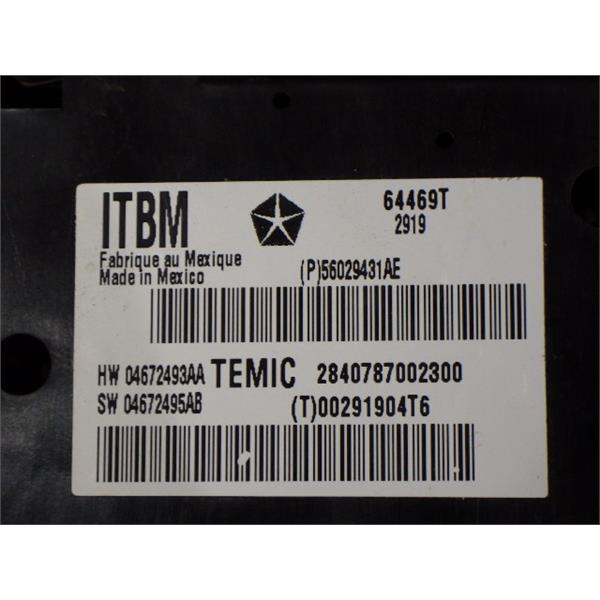 ITBM
64469T
2919
Fabrique au Mexique
Made in Mexico
(P)56029431AE
HW 04672493AA TEMIC 2840787002300
SW 04672495AB (T)00291904T6